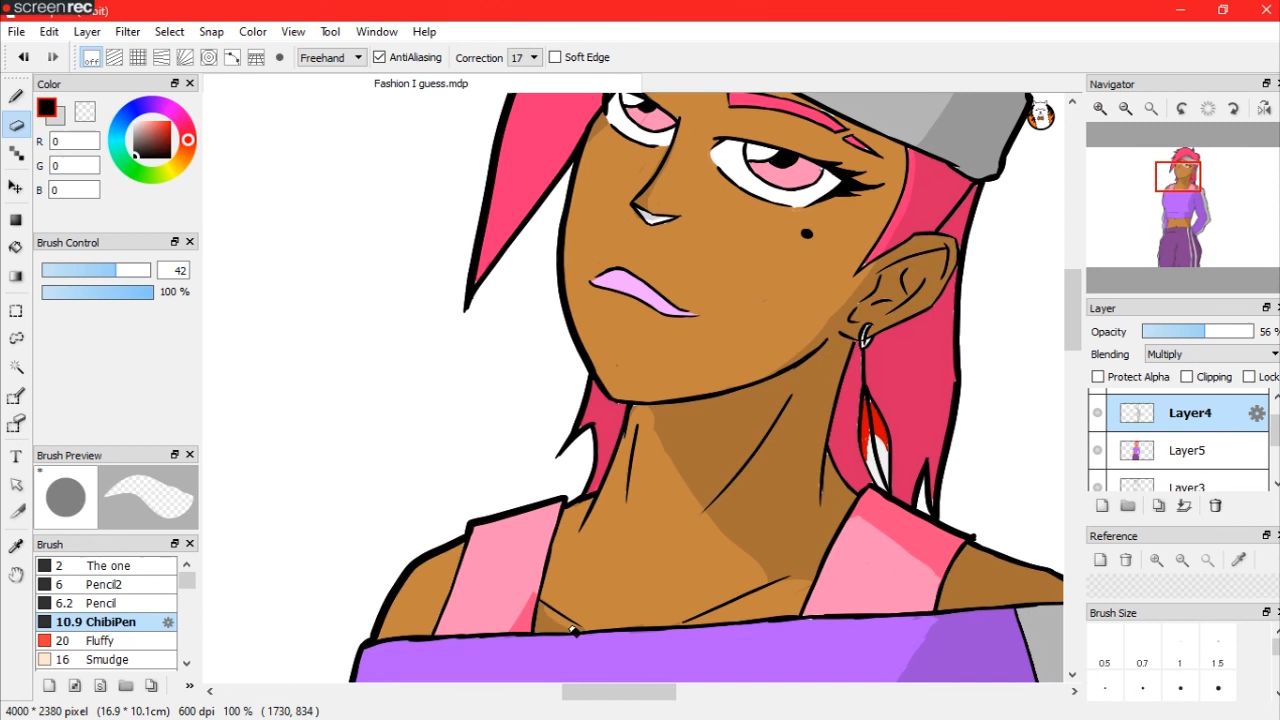 screenrec
bit)
File Edit Layer Filter Select Snap Color View Tool Window Help
off Freehand AntiAliasing Correction 17 Soft Edge
Color
Fashion I guess.mdp
Navigator
R 0
G 0
B 0
Brush Control
42
100 %
Layer
Opacity 56 %
Blending Multiply
Protect Alpha Clipping Lock
Layer4
Layer5
Layer3
Brush Preview
Reference
Brush
2 The one
6 Pencil2
6.2 Pencil
10.9 ChibiPen
20 Fluffy
16 Smudge
Brush Size
0.5 0.7 1 1.5
4000 * 2380 pixel (16.9 * 10.1cm) 600 dpi 100 % ( 1730, 834 )